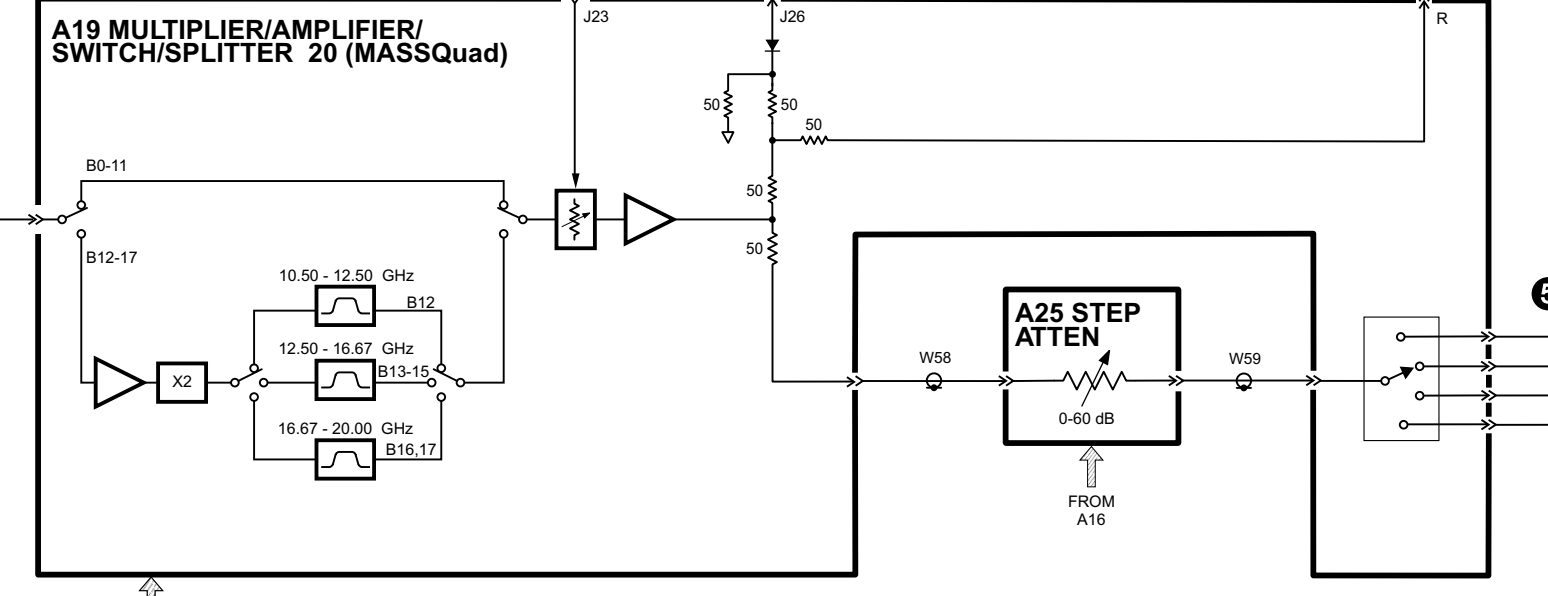 J23
J26
R
A19 MULTIPLIER/AMPLIFIER/
SWITCH/SPLITTER 20 (MASSQuad)
50
50
50
B0-11
50
50
B12-17
10.50 - 12.50 GHz
B12
12.50 - 16.67 GHz
B13-15
X2
16.67 - 20.00 GHz
B16,17
A25 STEP
ATTEN
W58
W59
0-60 dB
FROM
A16
5